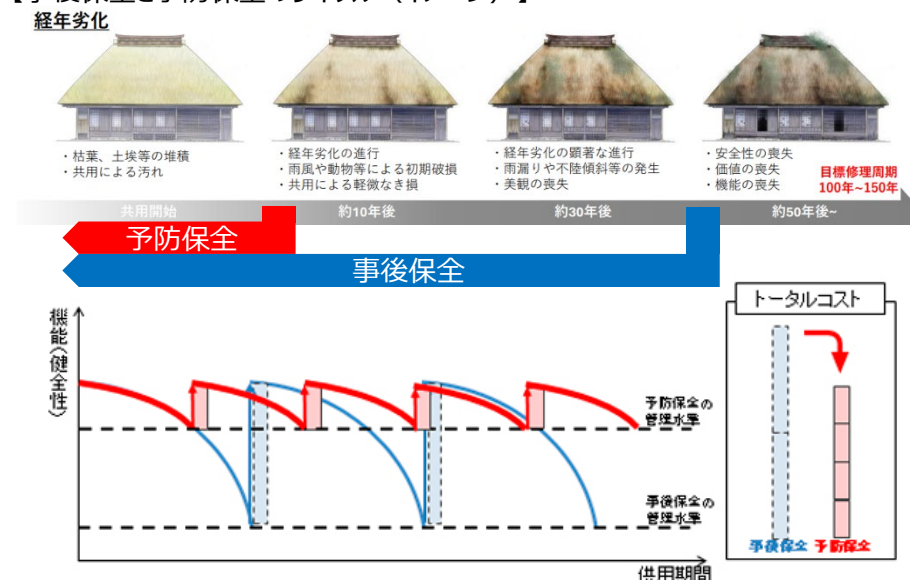 経年劣化
・枯葉、土埃等の堆積
・共用による汚れ
・経年劣化の進行
・雨風や動物等による初期破損
・共用による軽微なき損
・経年劣化の顕著な進行
・雨漏りや不陸傾斜等の発生
・美観の喪失
・安全性の喪失
・価値の喪失
・機能の喪失
目標修理周期
100年~150年
共用開始
約10年後
約30年後
約50年後~
予防保全
事後保全
機能(健全性)
予防保全の
管理水準
事後保全の
管理水準
供用期間
トータルコスト
事後保全
予防保全